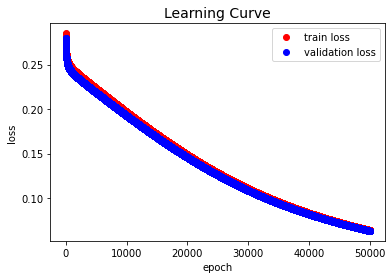 Learning Curve
train loss
validation loss
loss
0.25
0.20
0.15
0.10
0 10000 20000 30000 40000 50000
epoch